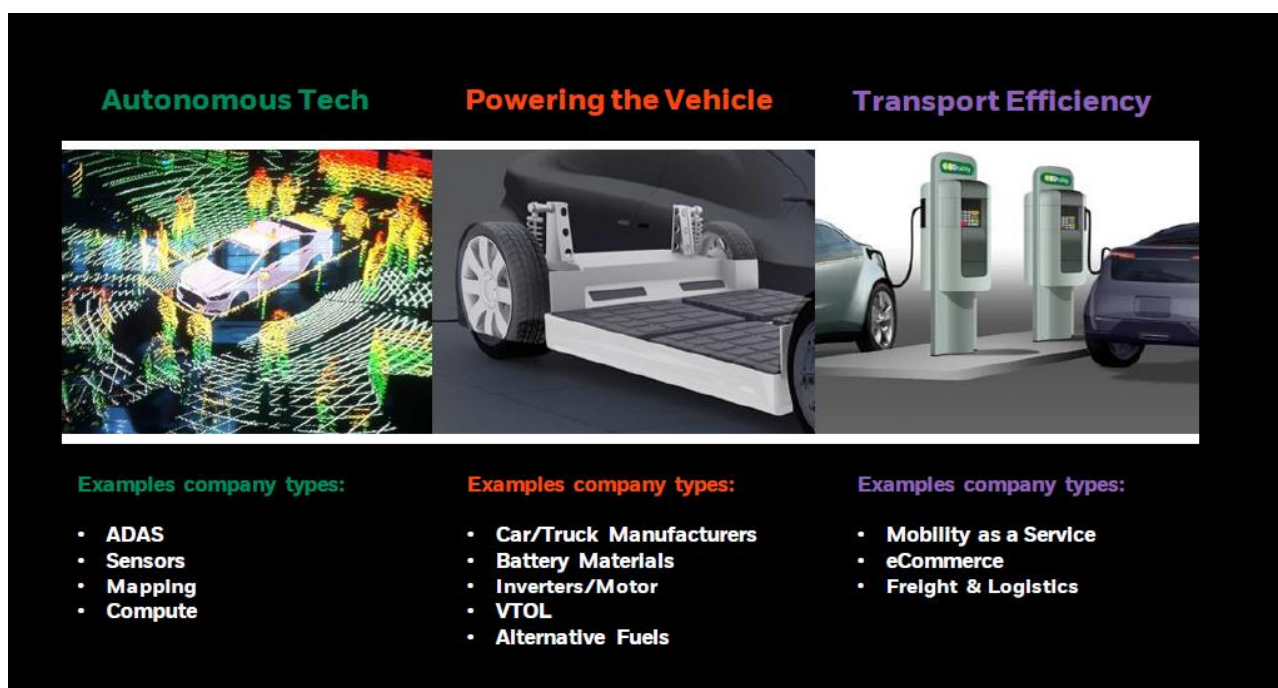 Autonomous Tech
Powering the Vehicle
Transport Efficiency
Examples company types:
• ADAS
• Sensors
• Mapping
• Compute
Examples company types:
• Car/Truck Manufacturers
• Battery Materials
• Inverters/Motor
• VTOL
• Alternative Fuels
Examples company types:
• Mobility as a Service
• eCommerce
• Freight & Logistics